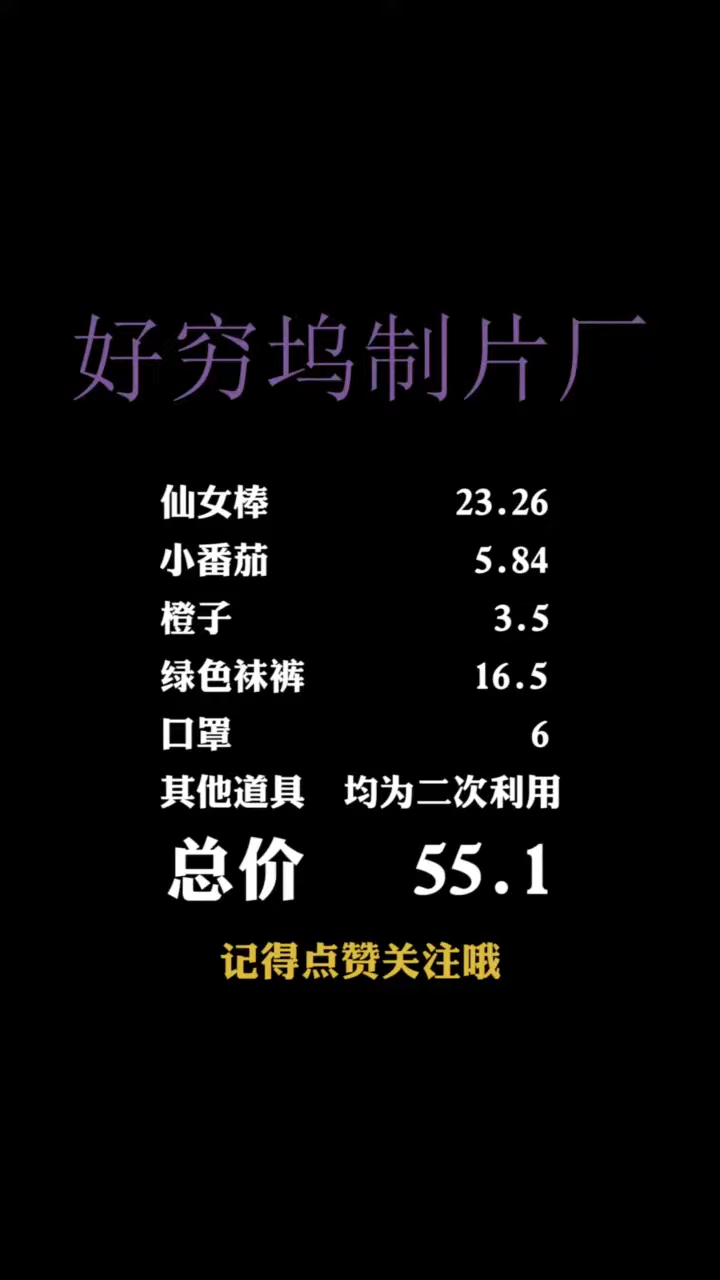 好穷坞制片厂
仙女棒 23.26
小番茄 5.84
橙子 3.5
绿色袜裤 16.5
口罩 6
其他道具 均为二次利用
总价 55.1
记得点赞关注哦